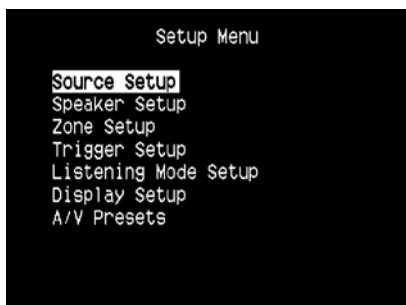 Setup Menu
Source Setup
Speaker Setup
Zone Setup
Trigger Setup
Listening Mode Setup
Display Setup
A/V Presets